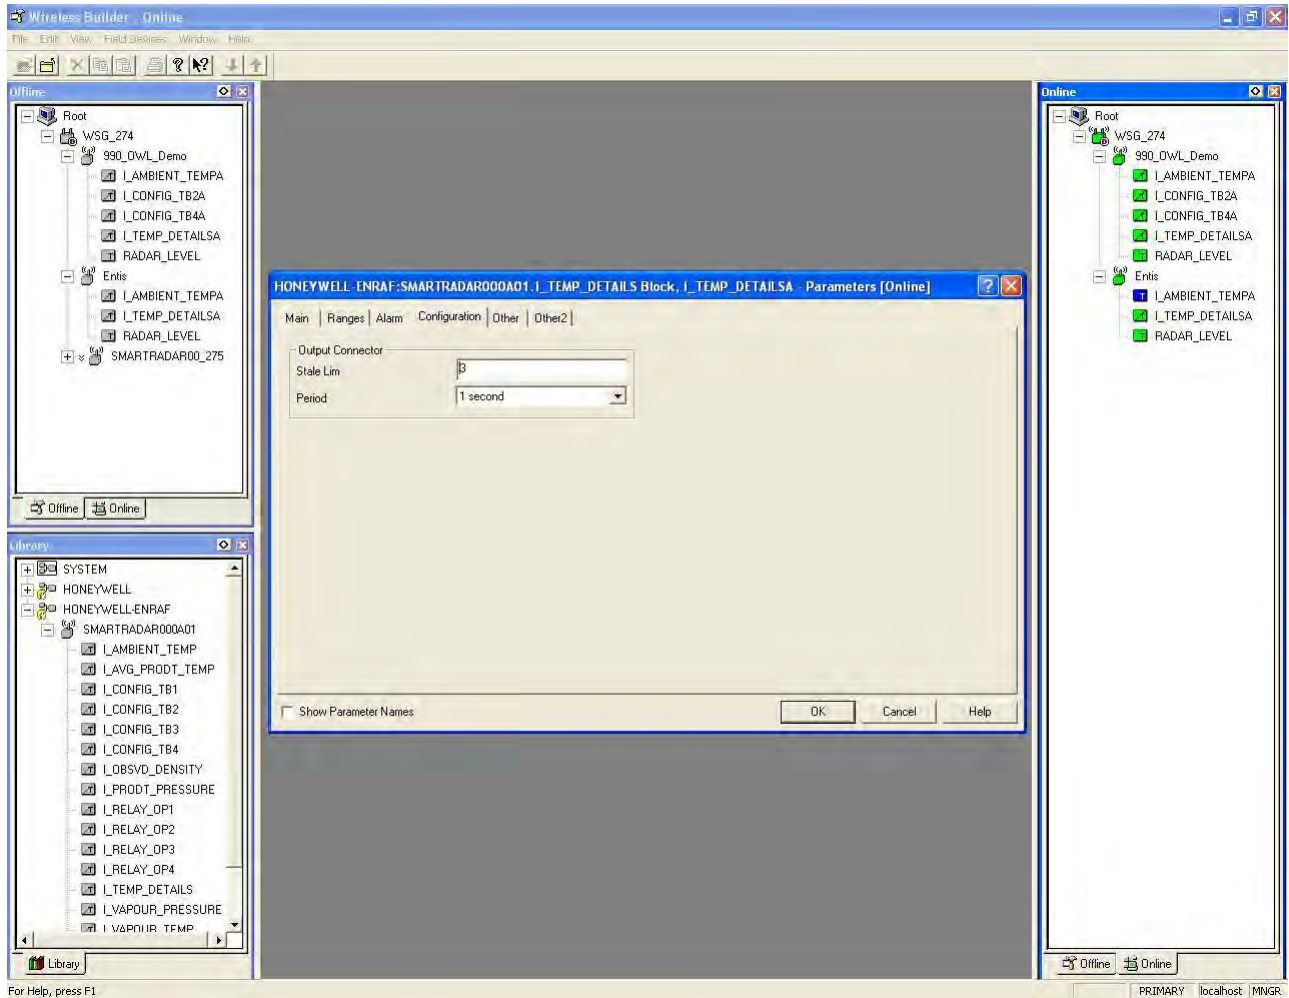 Wireless Builder - Online
File Edit View Field Devices Window Help
Offline
Root
WSG_274
990_OWL_Demo
I_AMBIENT_TEMPA
I_CONFIG_TB2A
I_CONFIG_TB4A
I_TEMP_DETAILSA
RADAR_LEVEL
Entis
I_AMBIENT_TEMPA
I_TEMP_DETAILSA
RADAR_LEVEL
SMARTRADAR00_275
Offline Online
Library
SYSTEM
HONEYWELL
HONEYWELL-ENRAF
SMARTRADAR000A01
I_AMBIENT_TEMP
I_AVG_PRODT_TEMP
I_CONFIG_TB1
I_CONFIG_TB2
I_CONFIG_TB3
I_CONFIG_TB4
I_OBSVD_DENSITY
I_PRODT_PRESSURE
I_RELAY_OP1
I_RELAY_OP2
I_RELAY_OP3
I_RELAY_OP4
I_TEMP_DETAILS
I_VAPOUR_PRESSURE
I_VAPOUR_TEMP
Library
HONEYWELL-ENRAF:SMARTRADAR000A01.I_TEMP_DETAILS Block, I_TEMP_DETAILSA - Parameters [Online]
Main Ranges Alarm Configuration Other Other2
Output Connector
Stale Lim 3
Period 1 second
Show Parameter Names OK Cancel Help
Online
Root
WSG_274
990_OWL_Demo
I_AMBIENT_TEMPA
I_CONFIG_TB2A
I_CONFIG_TB4A
I_TEMP_DETAILSA
RADAR_LEVEL
Entis
I_AMBIENT_TEMPA
I_TEMP_DETAILSA
RADAR_LEVEL
Offline Online
For Help, press F1 PRIMARY localhost MNGR